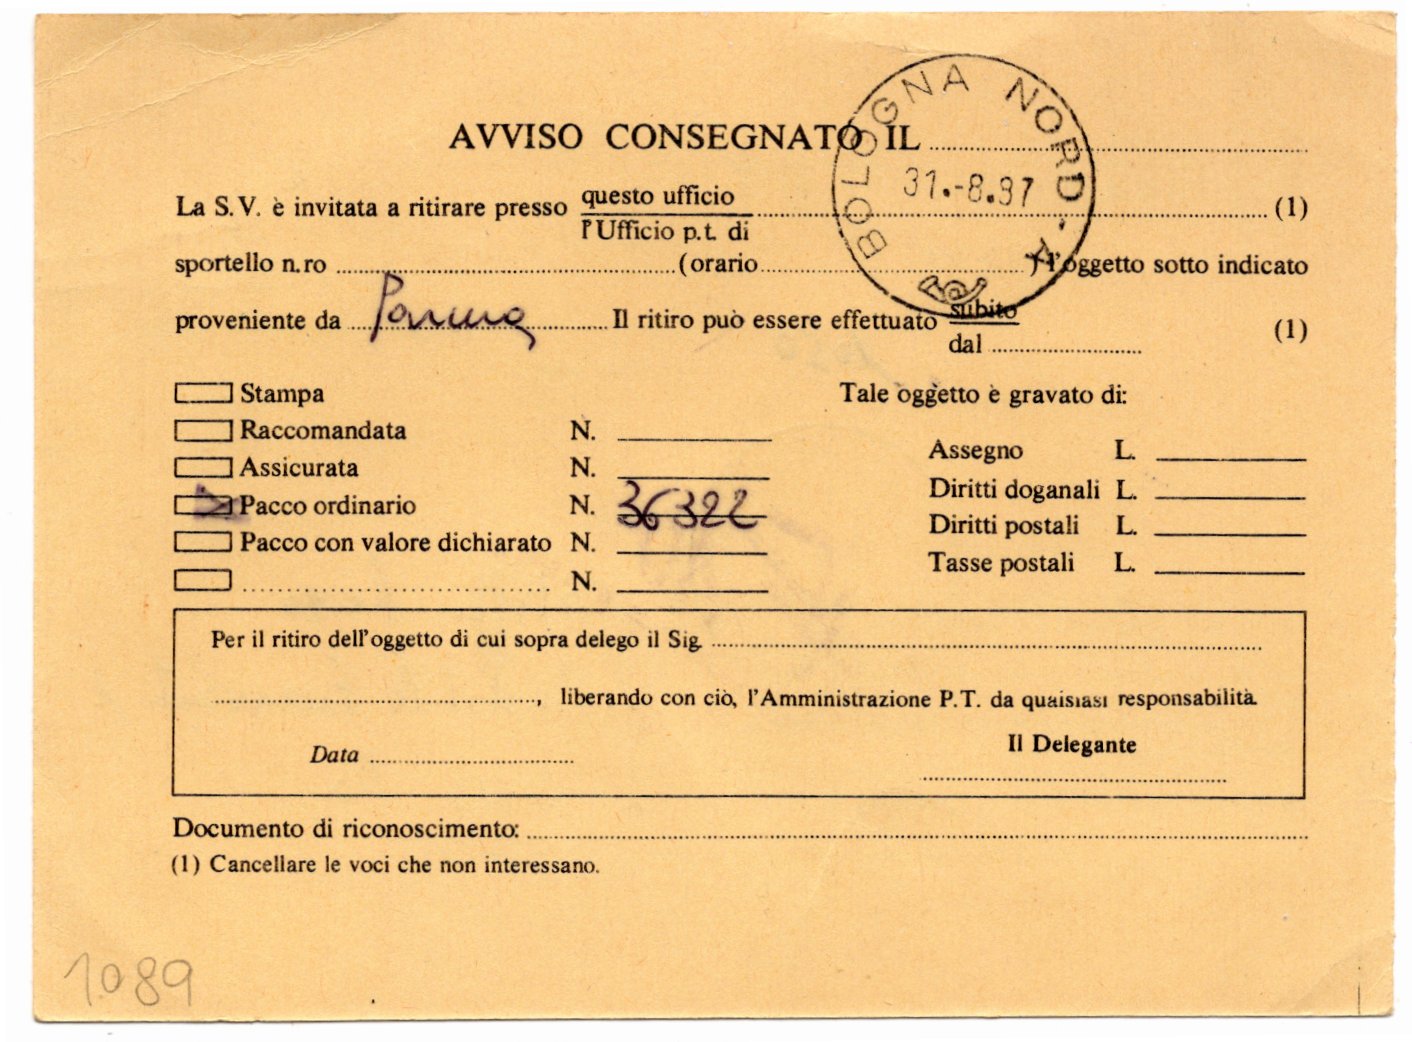 AVVISO CONSEGNATO IL
BOLOGNA NORD - A
31.-8.97
La S.V. è invitata a ritirare presso questo ufficio (1)
l'Ufficio p.t. di
sportello n.ro (orario ) l'oggetto sotto indicato
proveniente da Parma Il ritiro può essere effettuato subito (1)
dal
Stampa
Raccomandata N.
Assicurata N.
Pacco ordinario N. 36322
Pacco con valore dichiarato N.
N.
Tale oggetto è gravato di:
Assegno L.
Diritti doganali L.
Diritti postali L.
Tasse postali L.
Per il ritiro dell'oggetto di cui sopra delego il Sig.
, liberando con ciò, l'Amministrazione P.T. da quaisiasi responsabilità.
Data
Il Delegante
Documento di riconoscimento:
(1) Cancellare le voci che non interessano.
1089